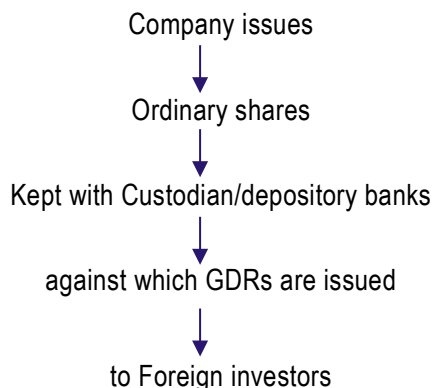 Company issues
Ordinary shares
Kept with Custodian/depository banks
against which GDRs are issued
to Foreign investors